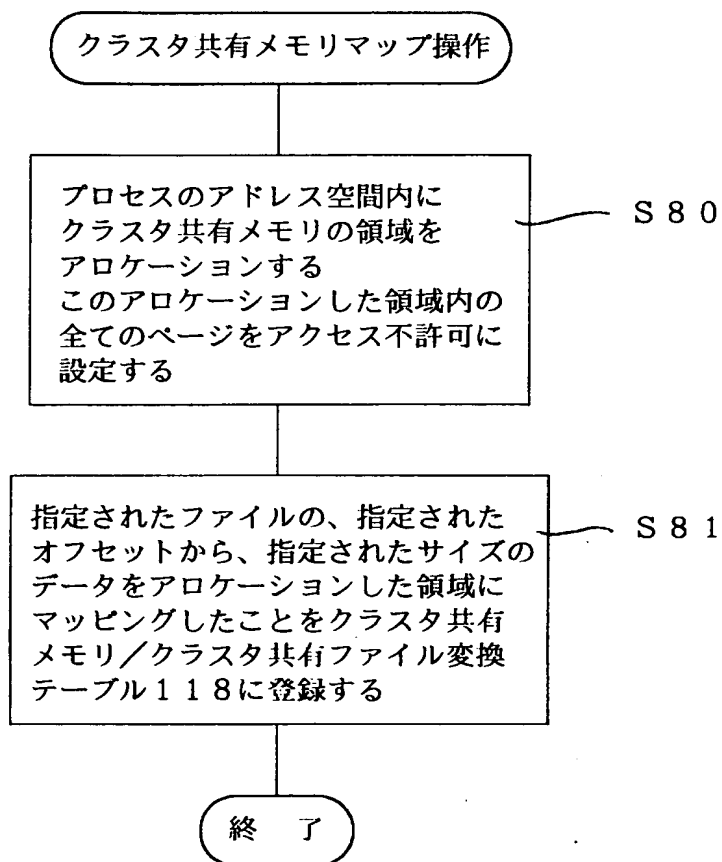 クラスタ共有メモリマップ操作
プロセスのアドレス空間内に
クラスタ共有メモリの領域を
アロケーションする
このアロケーションした領域内の
全てのページをアクセス不許可に
設定する
S80
指定されたファイルの、指定された
オフセットから、指定されたサイズの
データをアロケーションした領域に
マッピングしたことをクラスタ共有
メモリ／クラスタ共有ファイル変換
テーブル118に登録する
S81
終 了